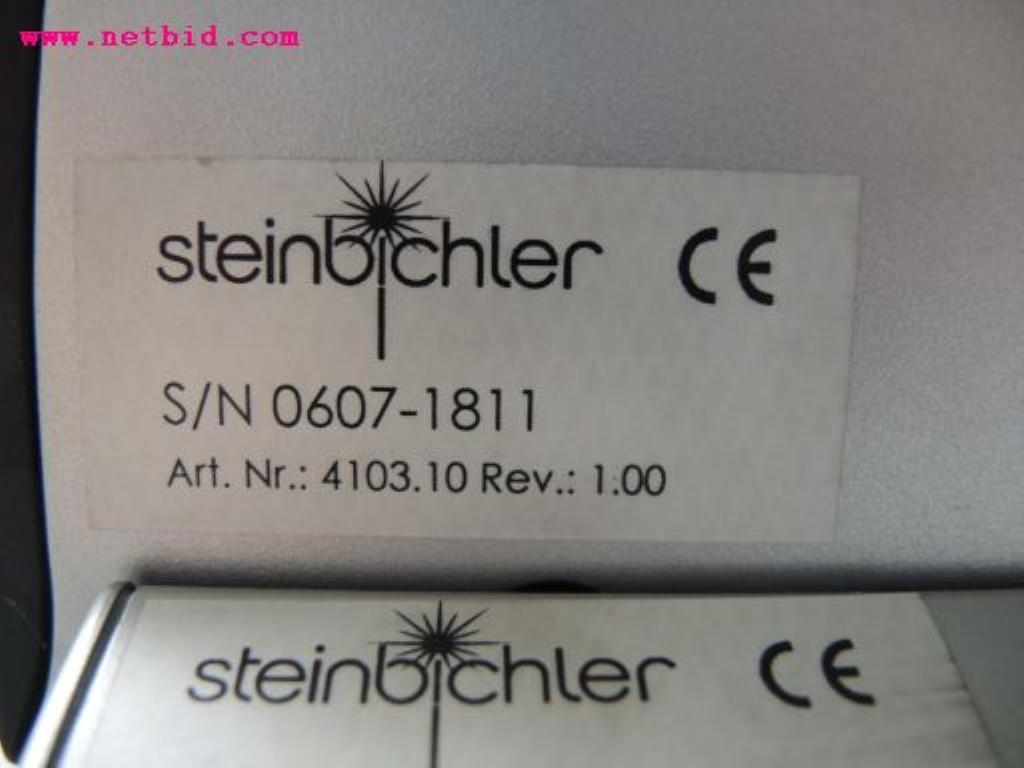 www.netbid.com
steinbichler CE
S/N 0607-1811
Art. Nr.: 4103.10 Rev.: 1.00
steinbichler CE